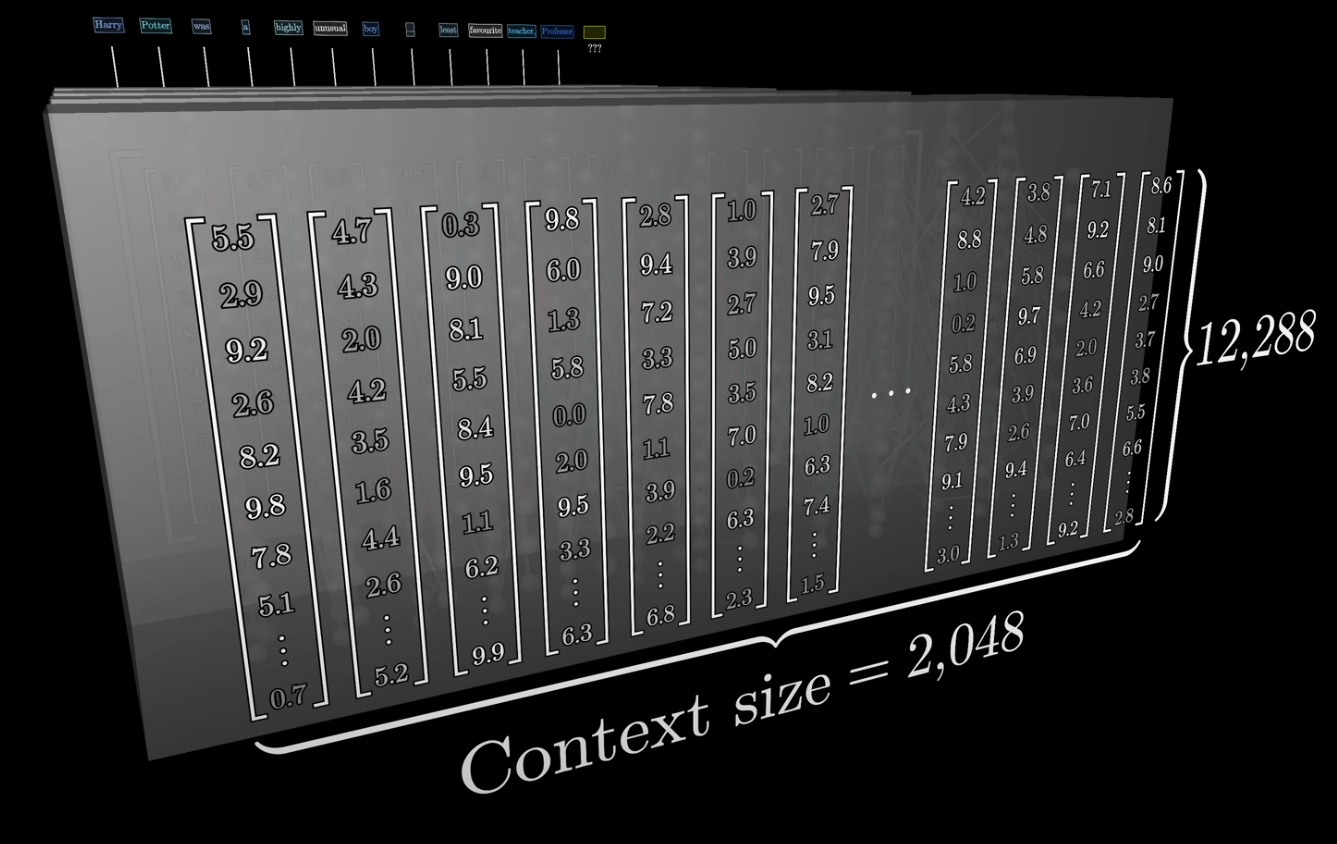 Harry Potter was a highly unusual boy ... least favourite teacher, Professor
???
5.5 4.7 0.3 9.8 2.8 1.0 2.7 4.2 3.8 7.1 8.6
2.9 4.3 9.0 6.0 9.4 3.9 7.9 8.8 4.8 9.2 8.1
9.2 2.0 8.1 1.3 7.2 2.7 9.5 1.0 5.8 6.6 9.0
2.6 4.2 5.5 5.8 3.3 5.0 3.1 0.2 9.7 4.2 2.7
8.2 3.5 8.4 0.0 7.8 3.5 8.2 ... 5.8 6.9 2.0 3.7
9.8 1.6 9.5 2.0 1.1 7.0 1.0 4.3 3.9 3.6 3.8
7.8 4.4 1.1 9.5 3.9 0.2 6.3 7.9 2.6 7.0 5.5
5.1 2.6 6.2 3.3 2.2 6.3 7.4 9.1 9.4 6.4 6.6
⋮ ⋮ ⋮ ⋮ ⋮ ⋮ ⋮ ⋮ ⋮ ⋮ ⋮
0.7 5.2 9.9 6.3 6.8 2.3 1.5 3.0 1.3 9.2 2.8
12,288
Context size = 2,048